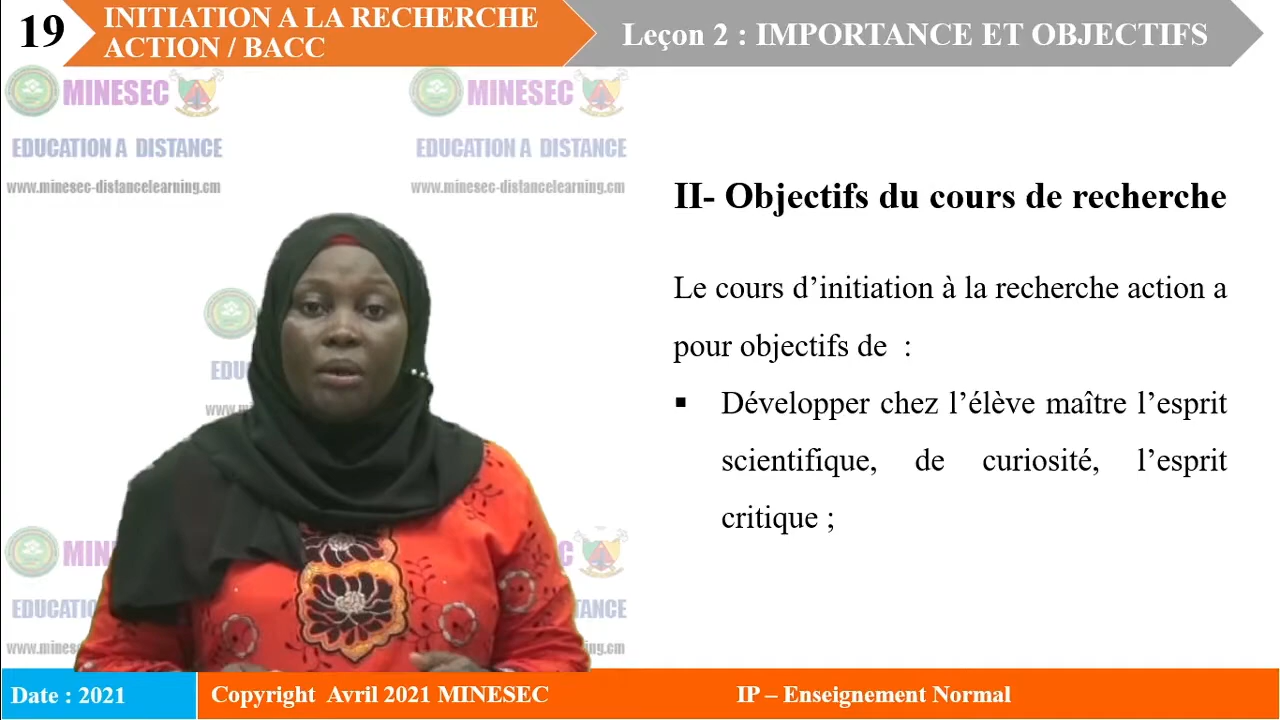 19
INITIATION A LA RECHERCHE
ACTION / BACC
Leçon 2 : IMPORTANCE ET OBJECTIFS
MINESEC
EDUCATION A DISTANCE
www.minesec-distancelearning.cm
MINESEC
EDUCATION A DISTANCE
www.minesec-distancelearning.cm
II- Objectifs du cours de recherche
Le cours d’initiation à la recherche action a
pour objectifs de :
▪ Développer chez l’élève maître l’esprit
scientifique, de curiosité, l’esprit
critique ;
Date : 2021
Copyright Avril 2021 MINESEC
IP – Enseignement Normal